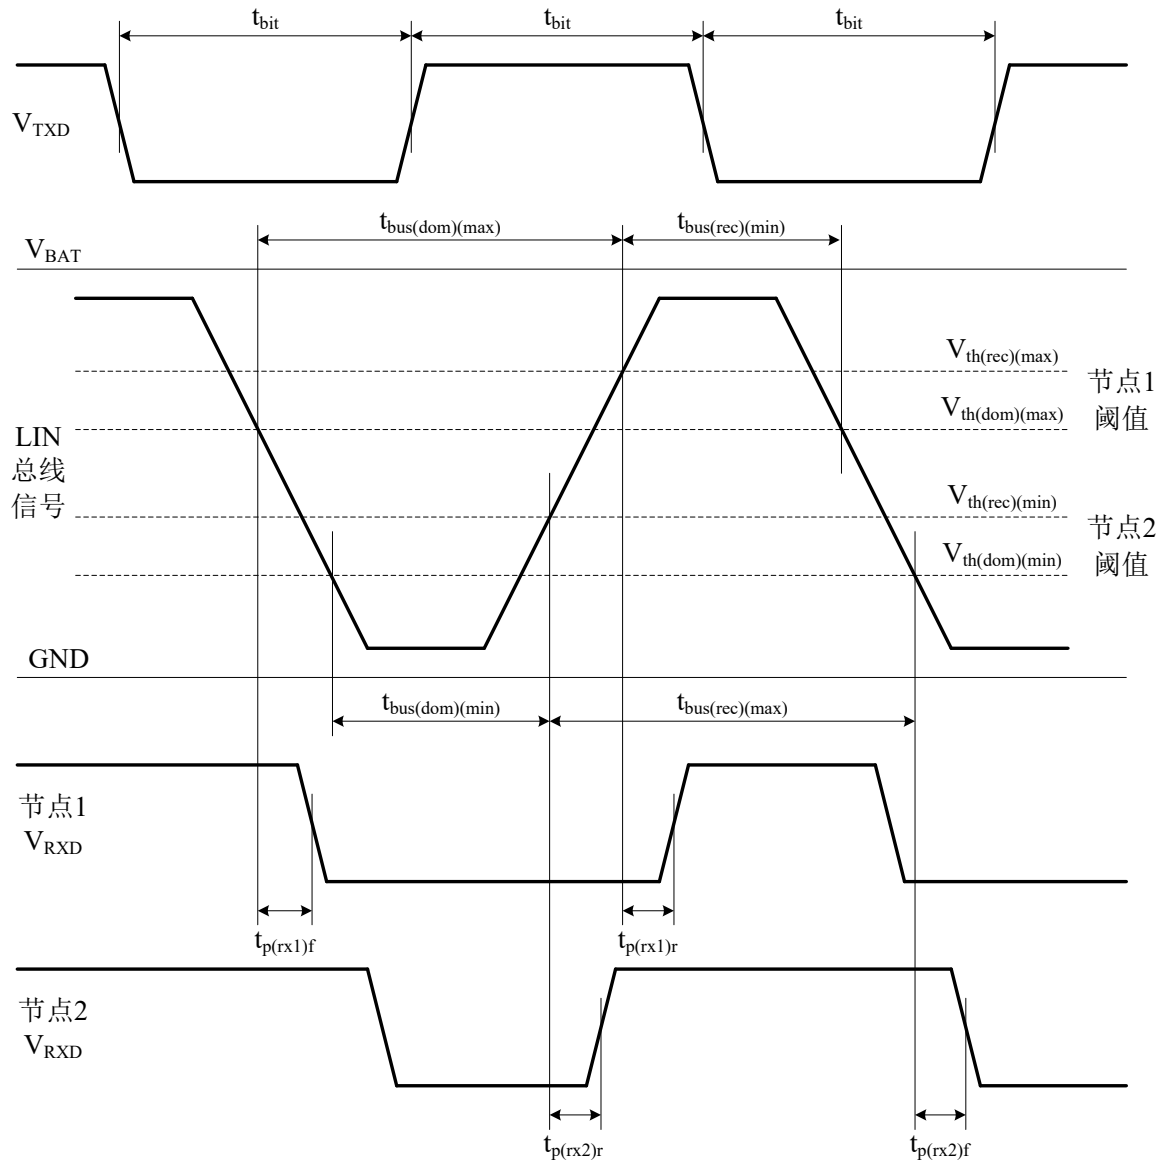 t_bit t_bit t_bit
V_TXD
t_bus(dom)(max) t_bus(rec)(min)
V_BAT
V_th(rec)(max)
节点1
阈值
V_th(dom)(max)
LIN
总线
信号
V_th(rec)(min)
节点2
阈值
V_th(dom)(min)
GND
t_bus(dom)(min) t_bus(rec)(max)
节点1
V_RXD
t_p(rx1)f t_p(rx1)r
节点2
V_RXD
t_p(rx2)r t_p(rx2)f